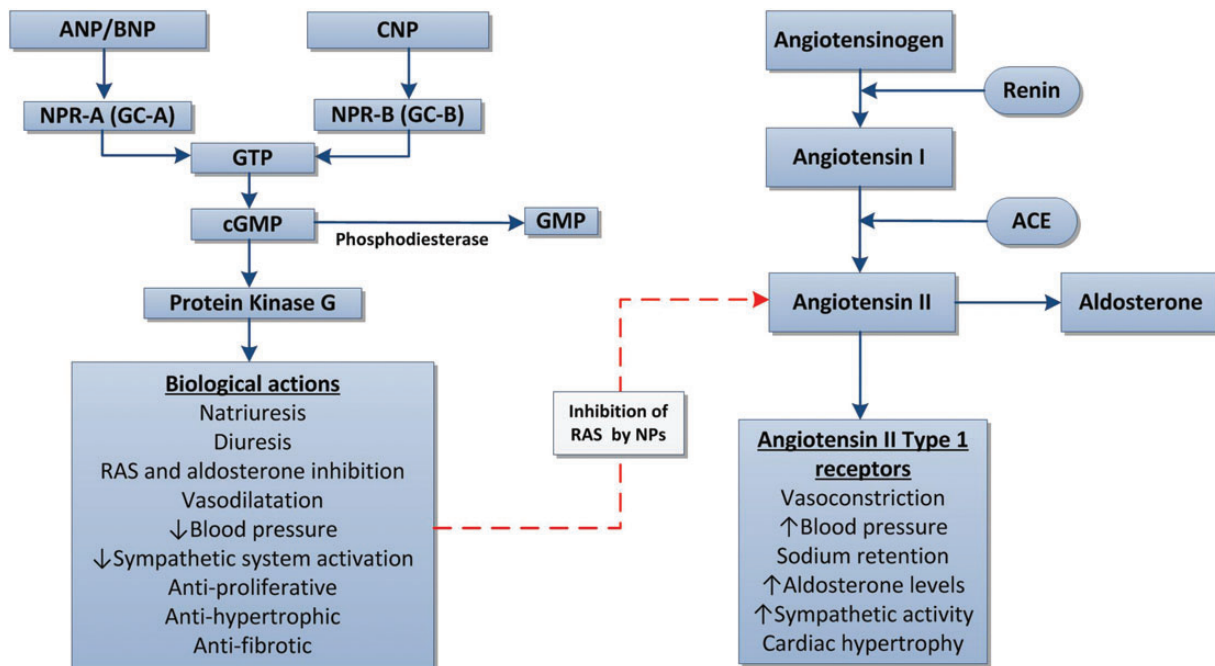 ANP/BNP
CNP
NPR-A (GC-A)
NPR-B (GC-B)
GTP
cGMP
Phosphodiesterase
GMP
Protein Kinase G
Biological actions
Natriuresis
Diuresis
RAS and aldosterone inhibition
Vasodilatation
↓Blood pressure
↓Sympathetic system activation
Anti-proliferative
Anti-hypertrophic
Anti-fibrotic
Inhibition of
RAS by NPs
Angiotensinogen
Renin
Angiotensin I
ACE
Angiotensin II
Aldosterone
Angiotensin II Type 1
receptors
Vasoconstriction
↑Blood pressure
Sodium retention
↑Aldosterone levels
↑Sympathetic activity
Cardiac hypertrophy